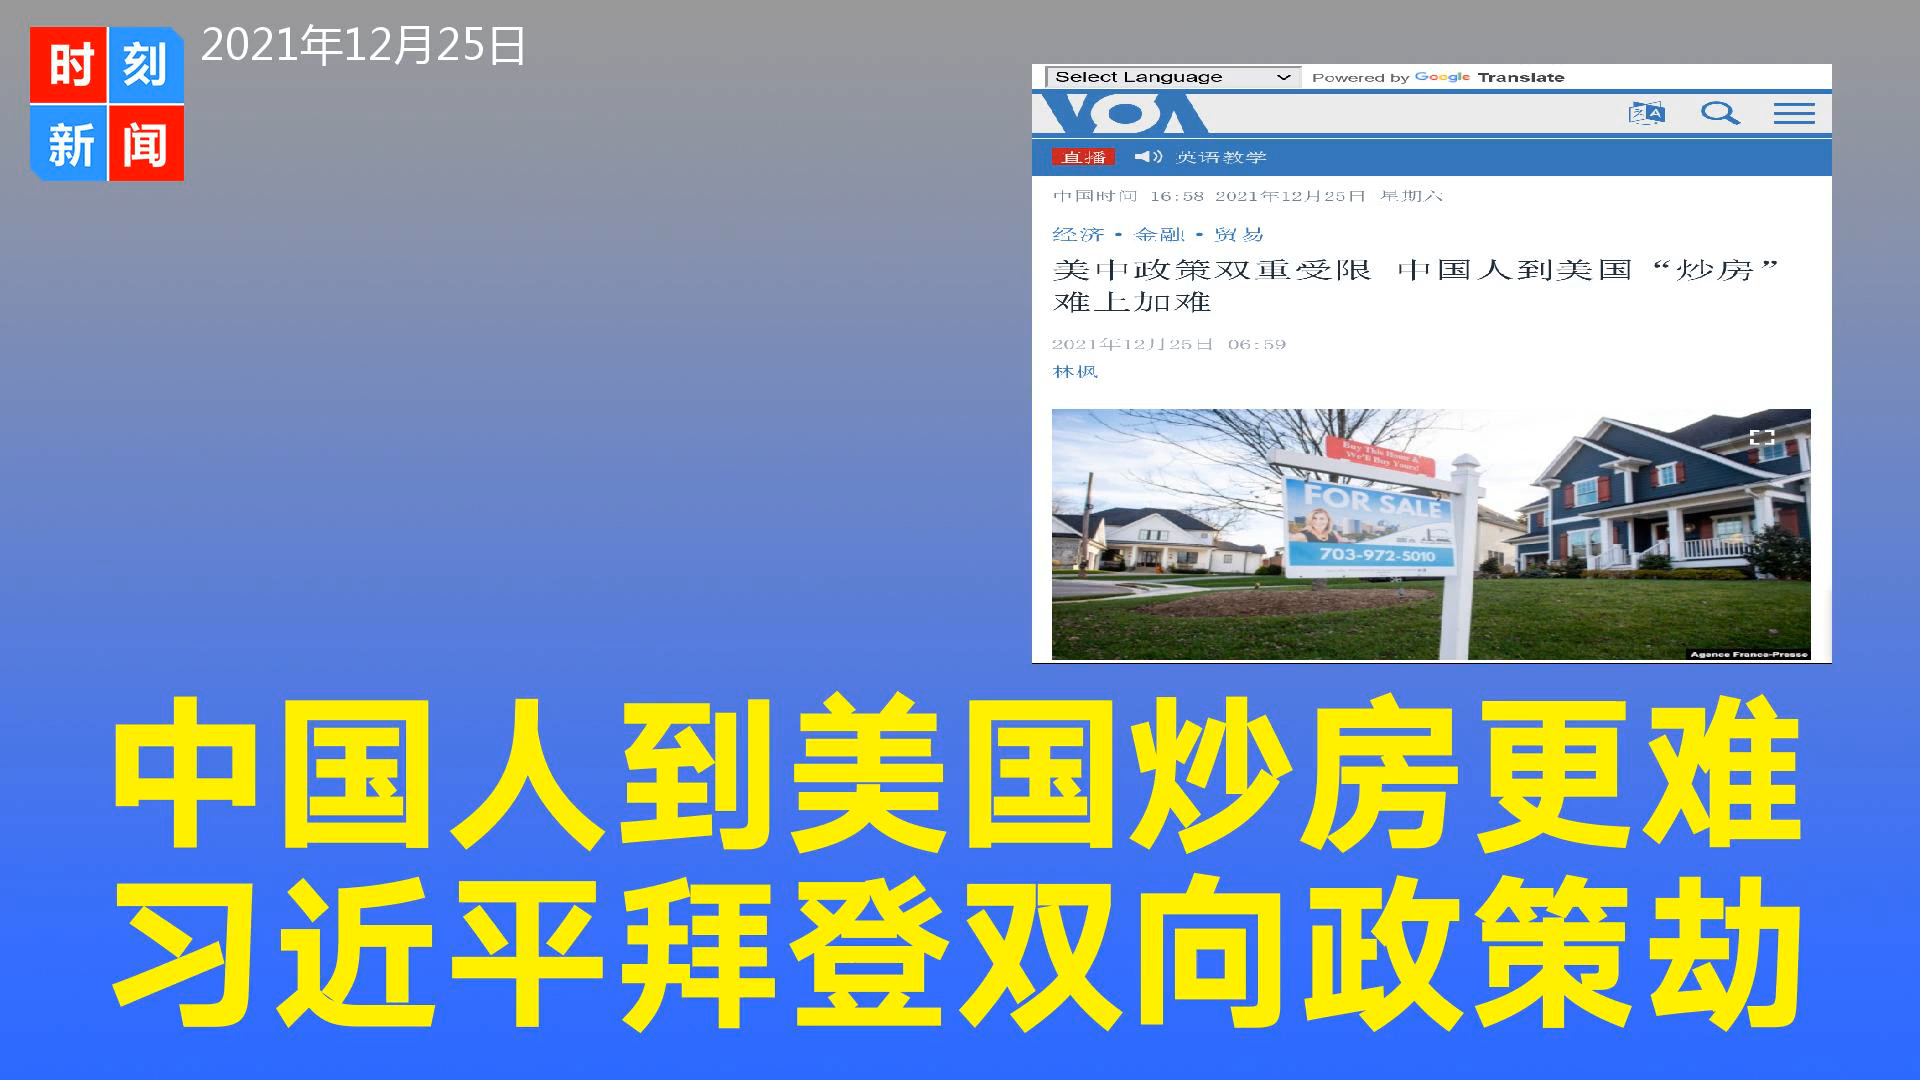 时刻
新闻
2021年12月25日
Select Language
Powered by Google Translate
VOA
直播 英语教学
中国时间 16:58 2021年12月25日 星期六
经济·金融·贸易
美中政策双重受限 中国人到美国“炒房”
难上加难
2021年12月25日 06:59
林枫
Buy This Home &
We'll Buy Yours!
FOR SALE
703-972-5010
Agence France-Presse
中国人到美国炒房更难
习近平拜登双向政策劫